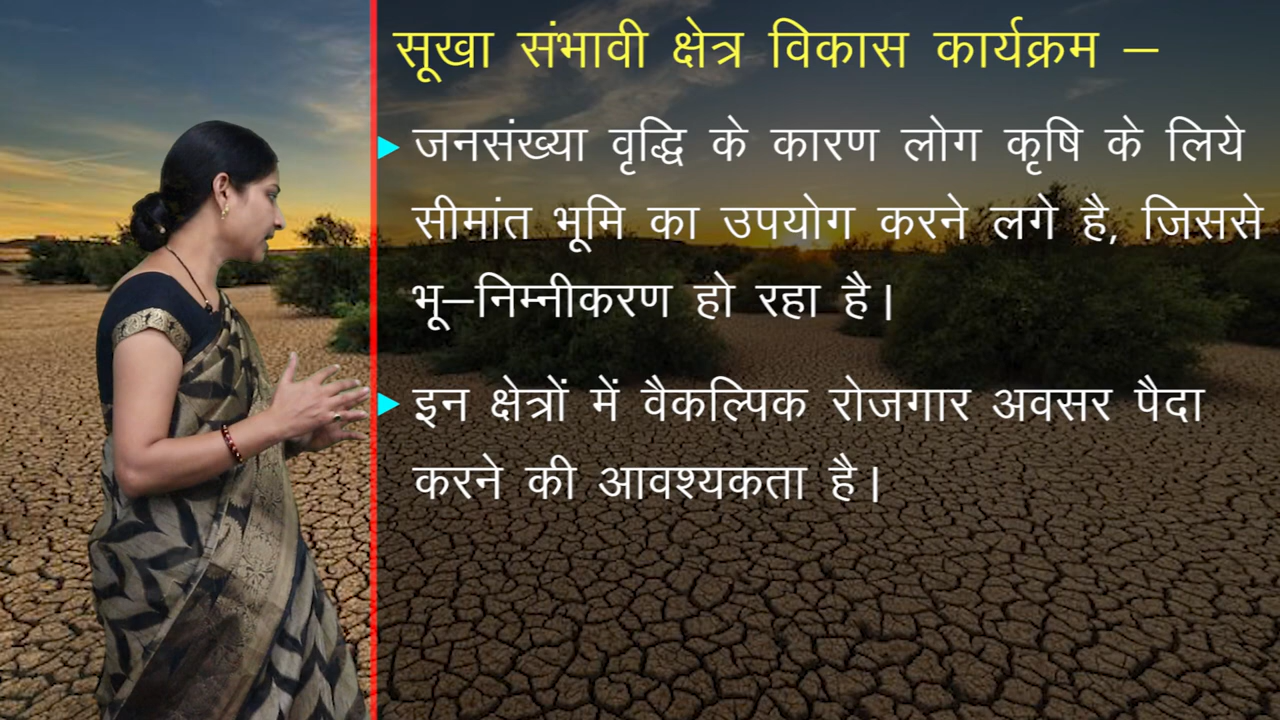 सूखा संभावी क्षेत्र विकास कार्यक्रम –
जनसंख्या वृद्धि के कारण लोग कृषि के लिये
सीमांत भूमि का उपयोग करने लगे है, जिससे
भू–निम्नीकरण हो रहा है।
इन क्षेत्रों में वैकल्पिक रोजगार अवसर पैदा
करने की आवश्यकता है।